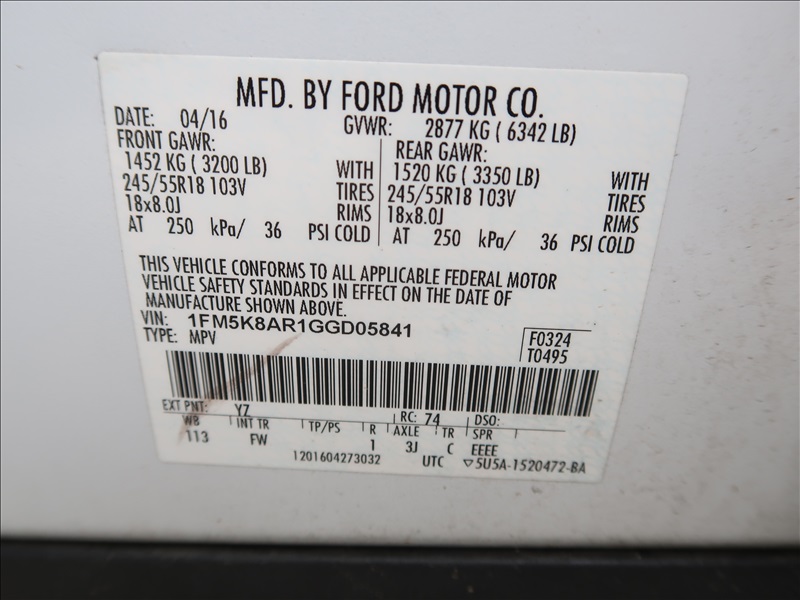 MFD. BY FORD MOTOR CO.
DATE: 04/16 GVWR: 2877 KG ( 6342 LB)
FRONT GAWR: REAR GAWR:
1452 KG ( 3200 LB) WITH 1520 KG ( 3350 LB) WITH
245/55R18 103V TIRES 245/55R18 103V TIRES
18x8.0J RIMS 18x8.0J RIMS
AT 250 kPa/ 36 PSI COLD AT 250 kPa/ 36 PSI COLD
THIS VEHICLE CONFORMS TO ALL APPLICABLE FEDERAL MOTOR
VEHICLE SAFETY STANDARDS IN EFFECT ON THE DATE OF
MANUFACTURE SHOWN ABOVE.
VIN: 1FM5K8AR1GGD05841
TYPE: MPV
F0324
T0495
EXT PNT: YZ RC: 74 DSO:
WB INT TR TP/PS R AXLE TR SPR
113 FW 1 3J C EEEE
1201604273032 UTC ▽5U5A-1520472-BA